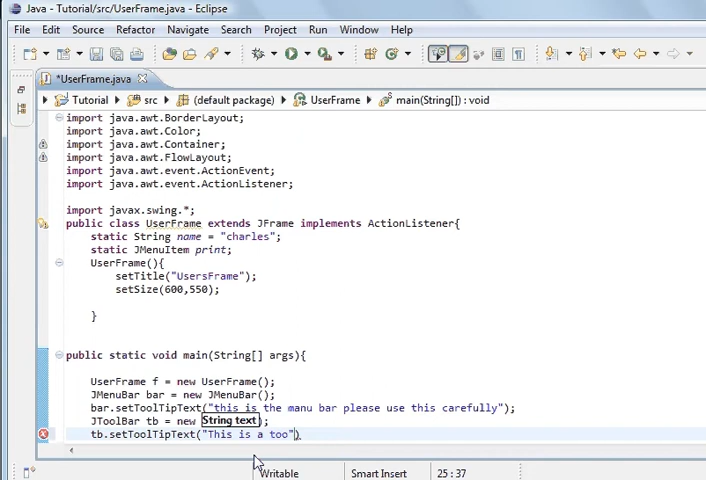 Java - Tutorial/src/UserFrame.java - Eclipse
File Edit Source Refactor Navigate Search Project Run Window Help
*UserFrame.java
Tutorial src (default package) UserFrame main(String[]) : void
import java.awt.BorderLayout;
import java.awt.Color;
import java.awt.Container;
import java.awt.FlowLayout;
import java.awt.event.ActionEvent;
import java.awt.event.ActionListener;
import javax.swing.*;
public class UserFrame extends JFrame implements ActionListener{
static String name = "charles";
static JMenuItem print;
UserFrame(){
setTitle("UsersFrame");
setSize(600,550);
}
public static void main(String[] args){
UserFrame f = new UserFrame();
JMenuBar bar = new JMenuBar();
bar.setToolTipText("this is the manu bar please use this carefully");
JToolBar tb = new String text );
tb.setToolTipText("This is a too")
Writable Smart Insert 25 : 37